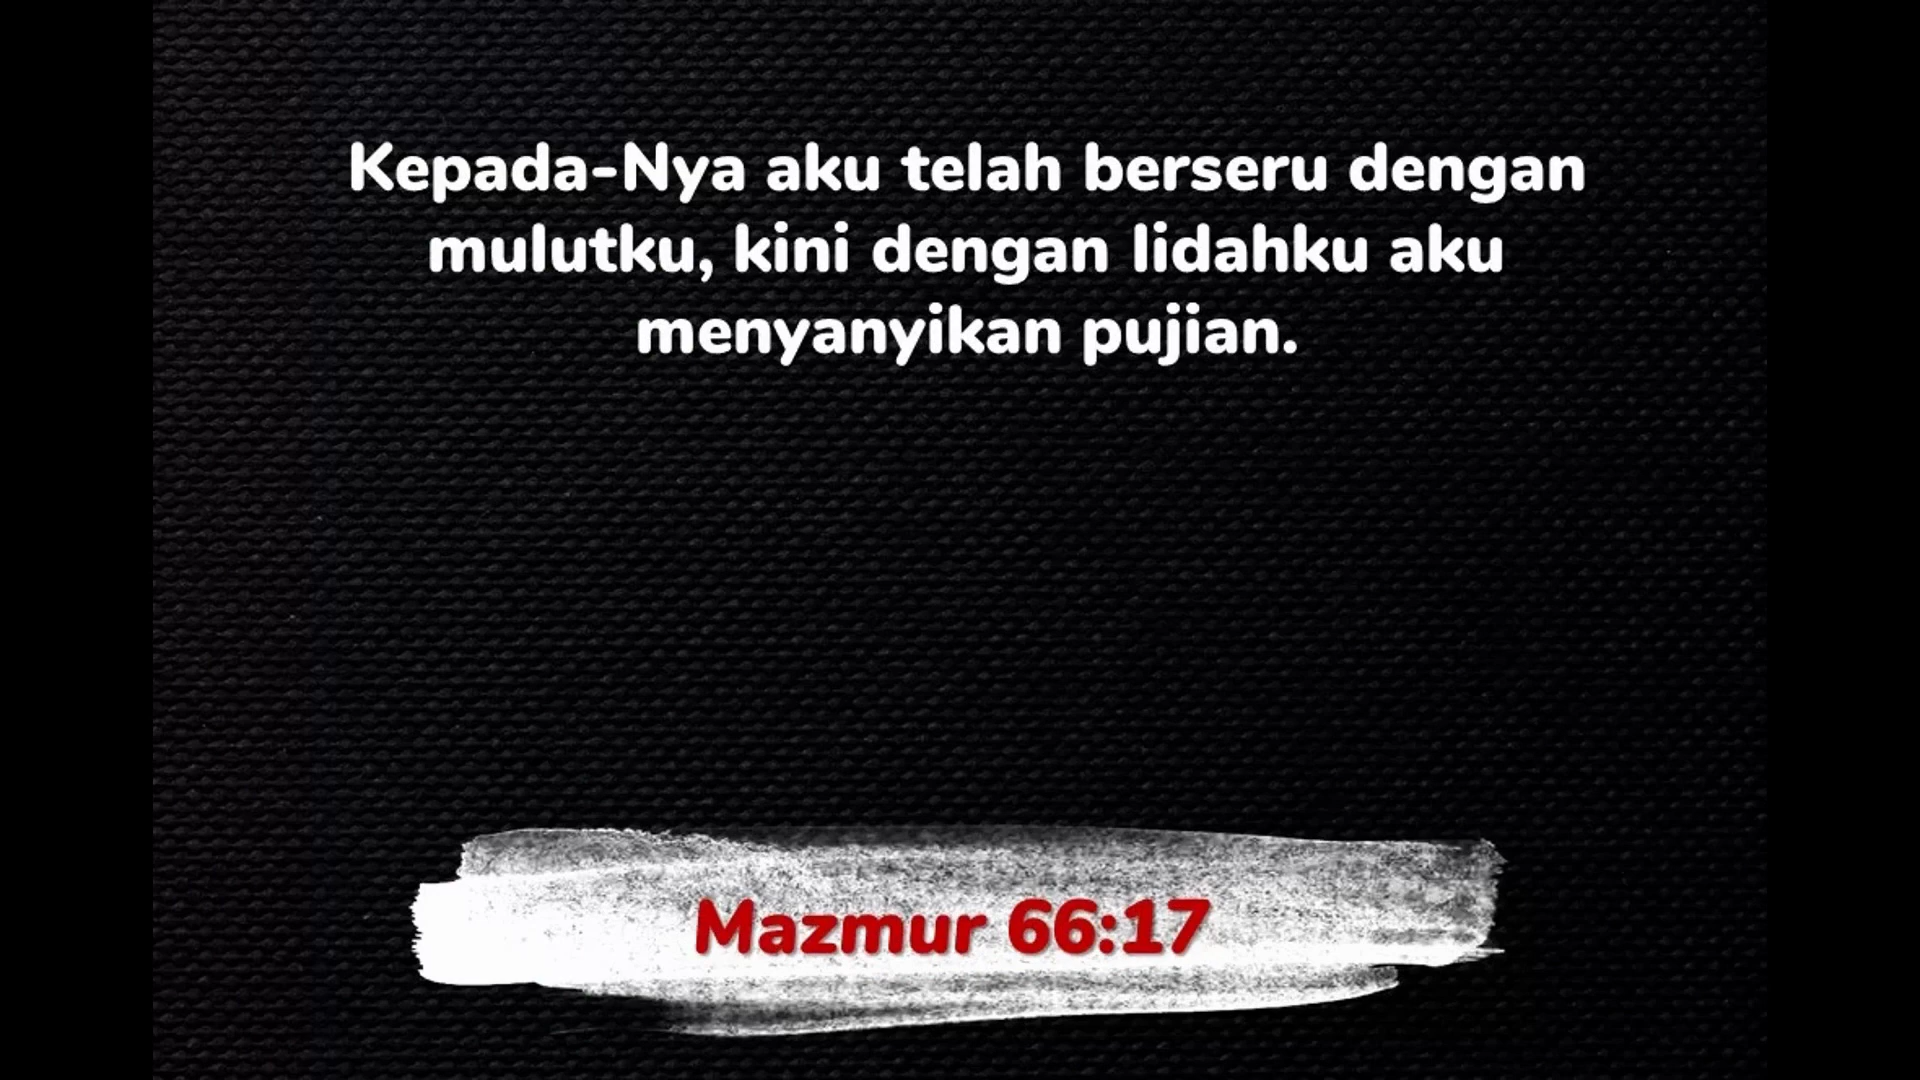 Kepada-Nya aku telah berseru dengan
mulutku, kini dengan lidahku aku
menyanyikan pujian.
Mazmur 66:17